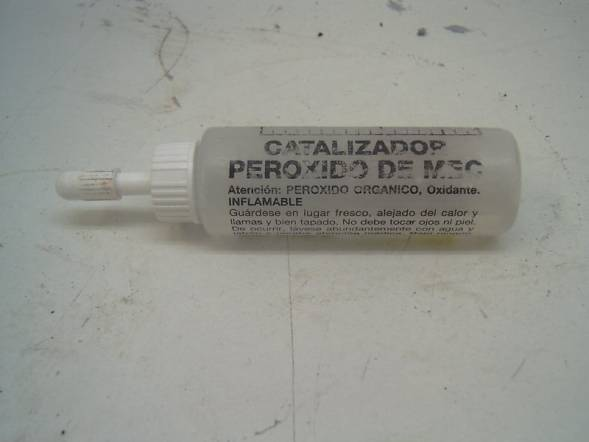 CATALIZADOR
PEROXIDO DE MEC
Atención: PEROXIDO ORGANICO, Oxidante.
INFLAMABLE
Guárdese en lugar fresco, alejado del calor y
llamas y bien tapado. No debe tocar ojos ni piel.
De ocurrir, lávese abundantemente con agua y